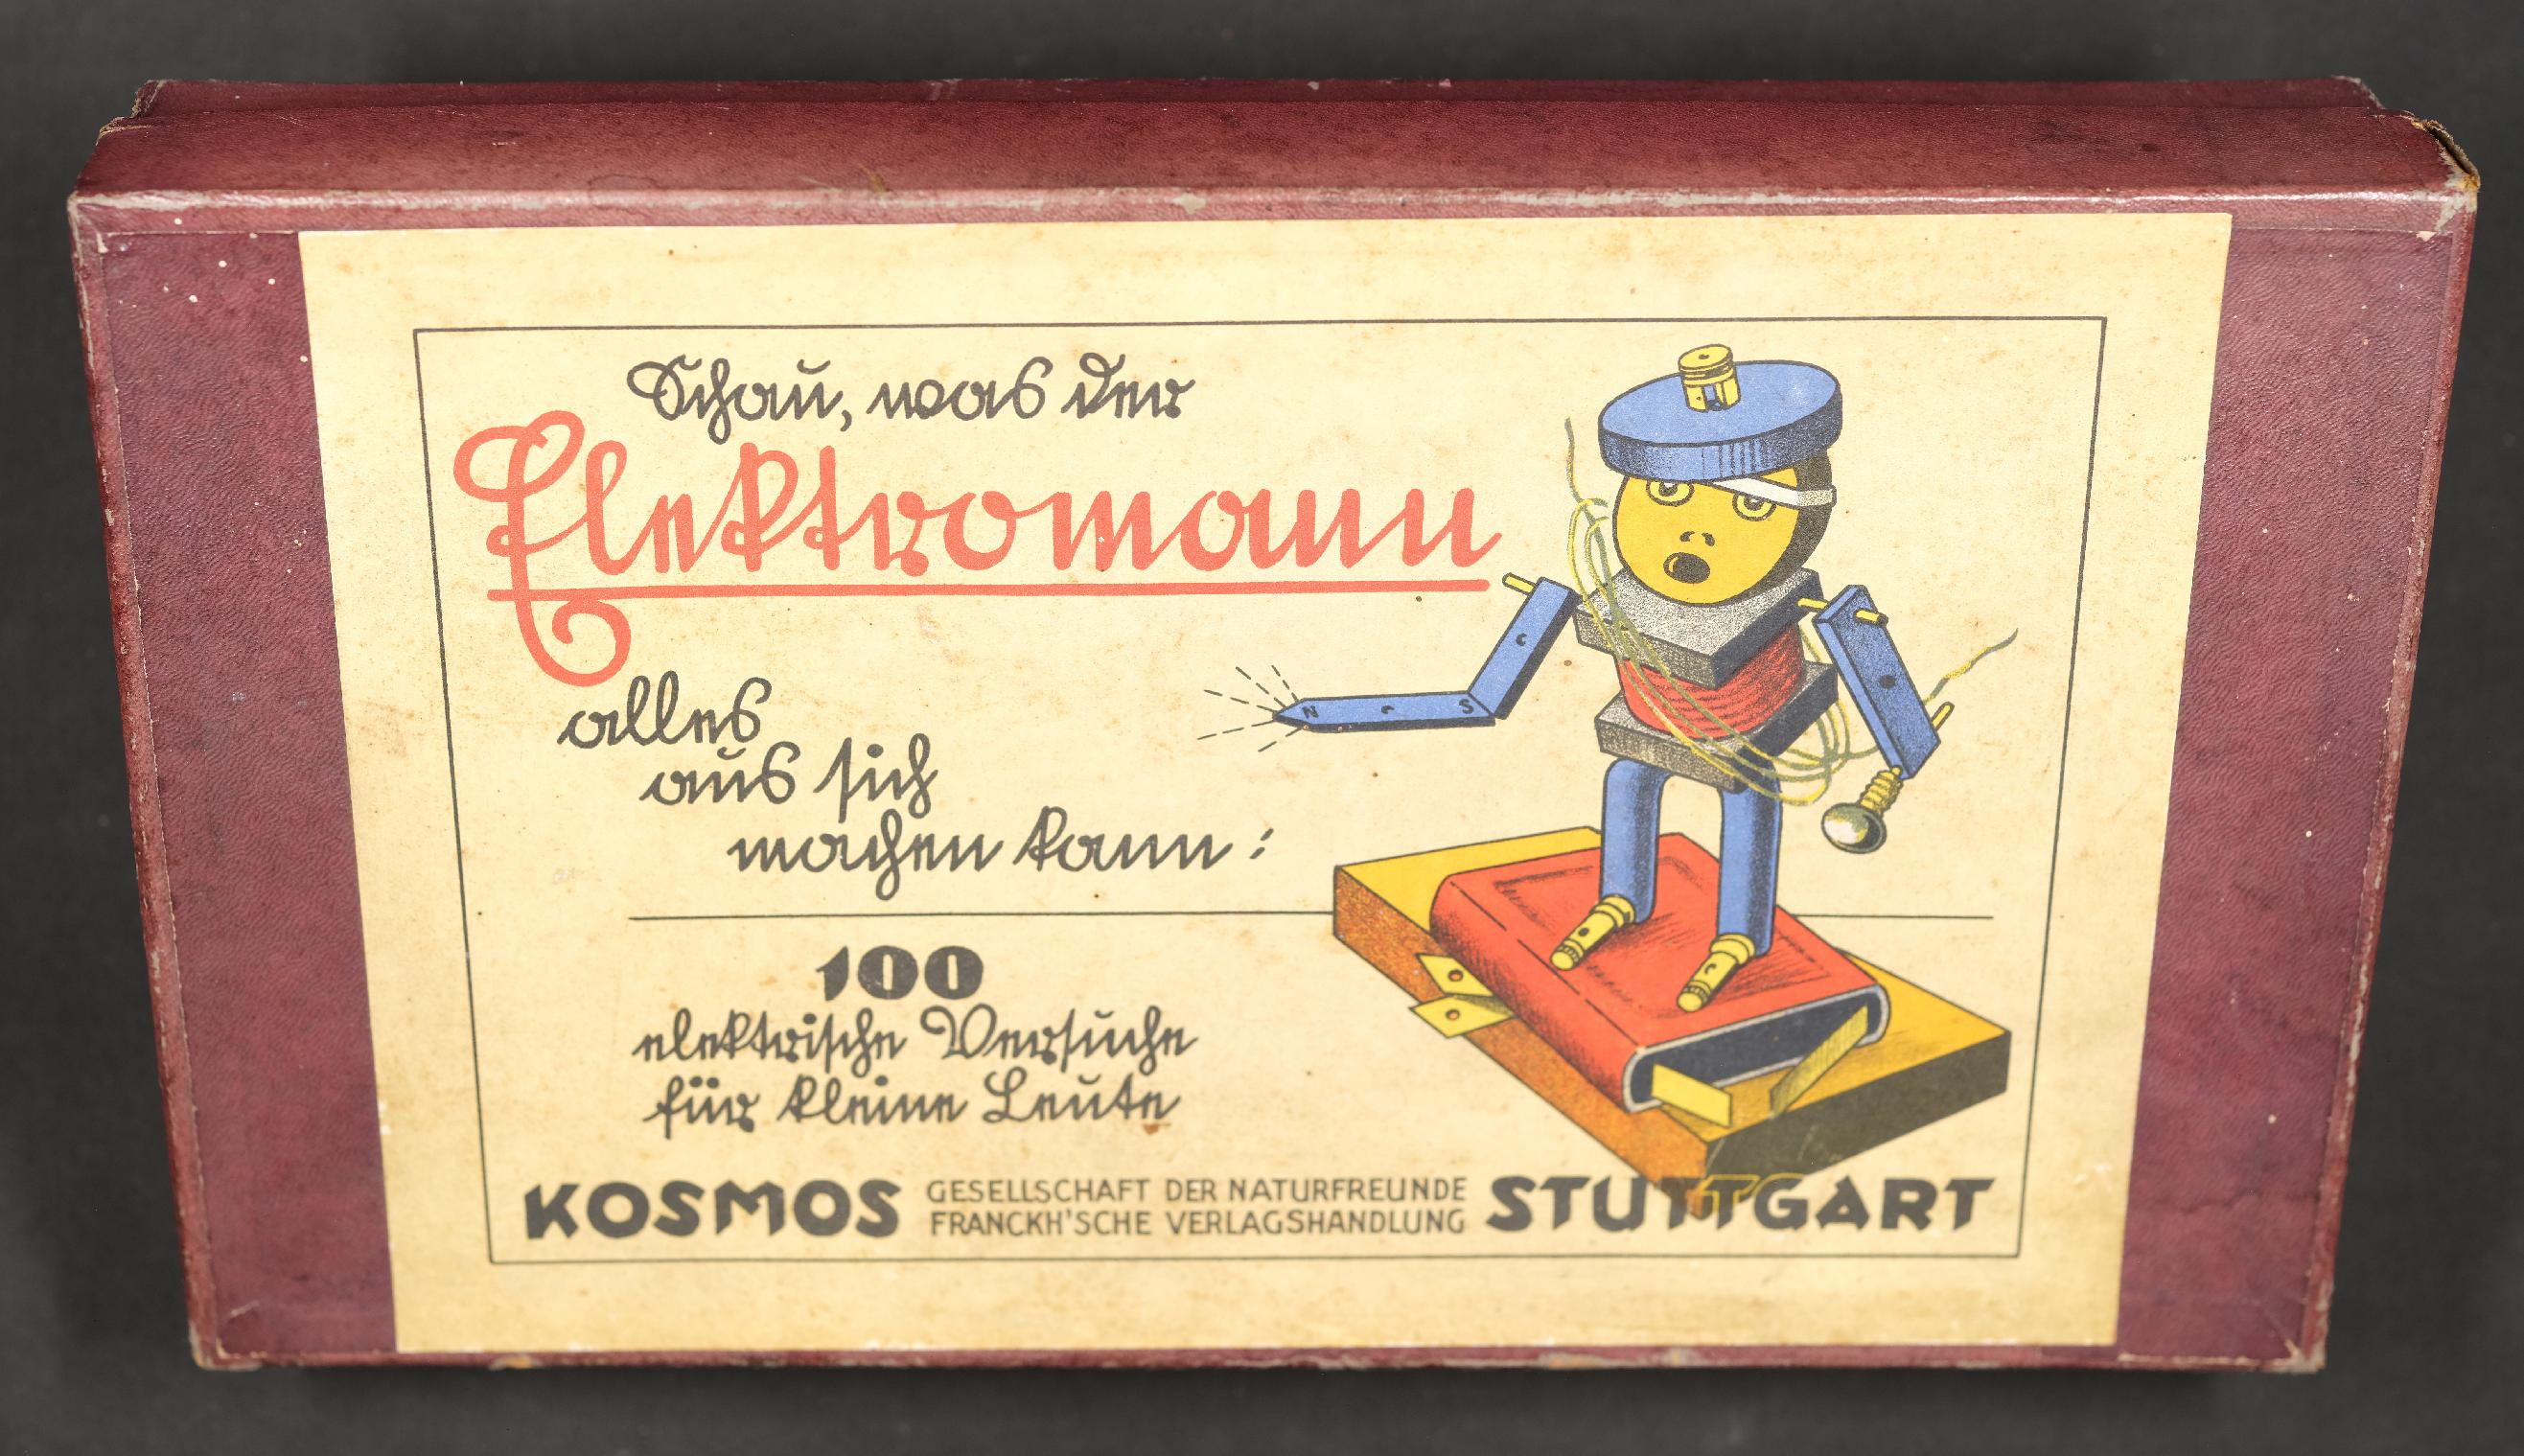 Schau, was der
Elektromann
alles
aus sich
machen kann:
100
elektrische Versuche
für kleine Leute
KOSMOS GESELLSCHAFT DER NATURFREUNDE STUTTGART
FRANCKH'SCHE VERLAGSHANDLUNG
N S